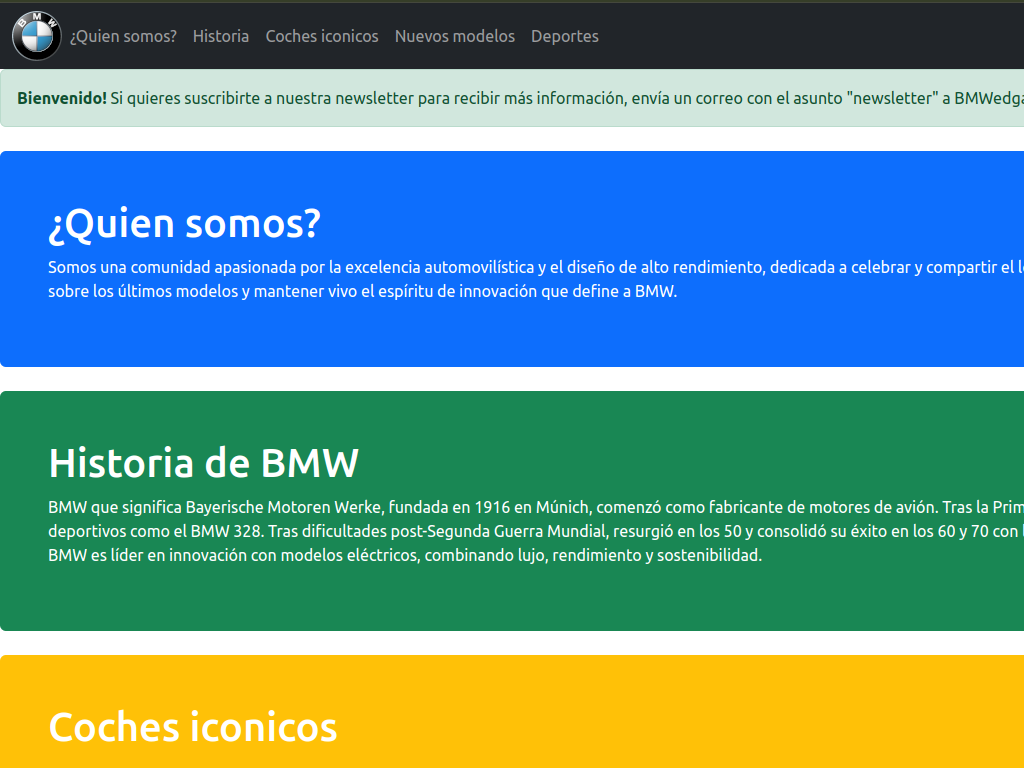 BMW
¿Quien somos? Historia Coches iconicos Nuevos modelos Deportes
Bienvenido! Si quieres suscribirte a nuestra newsletter para recibir más información, envía un correo con el asunto "newsletter" a
¿Quien somos?
Somos una comunidad apasionada por la excelencia automovilística y el diseño de alto rendimiento, dedicada a celebrar y compartir el
sobre los últimos modelos y mantener vivo el espíritu de innovación que define a BMW.
Historia de BMW
BMW que significa Bayerische Motoren Werke, fundada en 1916 en Múnich, comenzó como fabricante de motores de avión. Tras la
deportivos como el BMW 328. Tras dificultades post-Segunda Guerra Mundial, resurgió en los 50 y consolidó su éxito en los 60 y 70 con
BMW es líder en innovación con modelos eléctricos, combinando lujo, rendimiento y sostenibilidad.
Coches iconicos